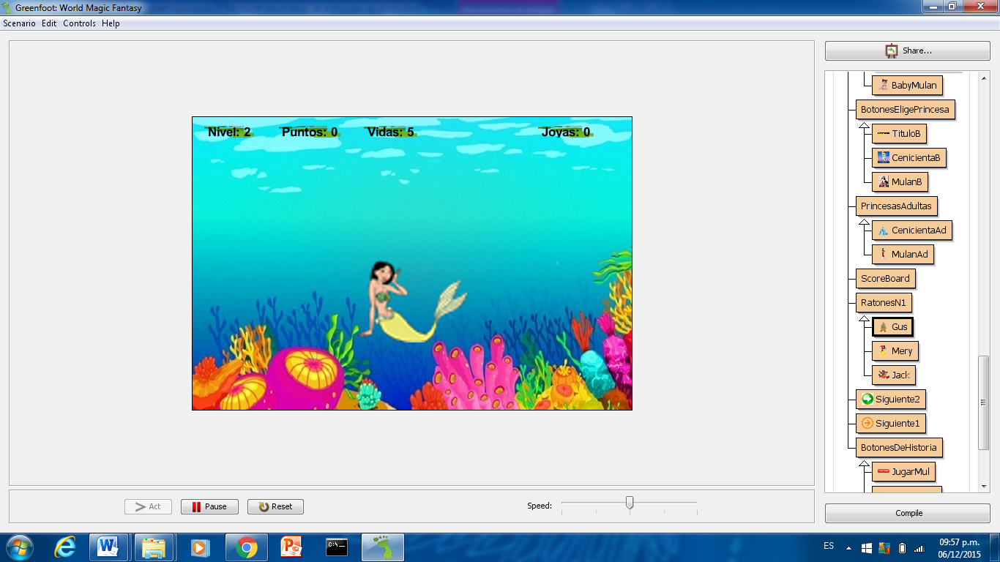 Greenfoot: World Magic Fantasy
Scenario Edit Controls Help
Share...
Nivel: 2 Puntos: 0 Vidas: 5 Joyas: 0
BabyMulan
BotonesEligePrincesa
TituloB
CenicientaB
MulanB
PrincesasAdultas
CenicientaAd
MulanAd
ScoreBoard
RatonesN1
Gus
Mery
Jack
Siguiente2
Siguiente1
BotonesDeHistoria
JugarMul
Act Pause Reset Speed:
Compile
ES
09:57 p.m.
06/12/2015